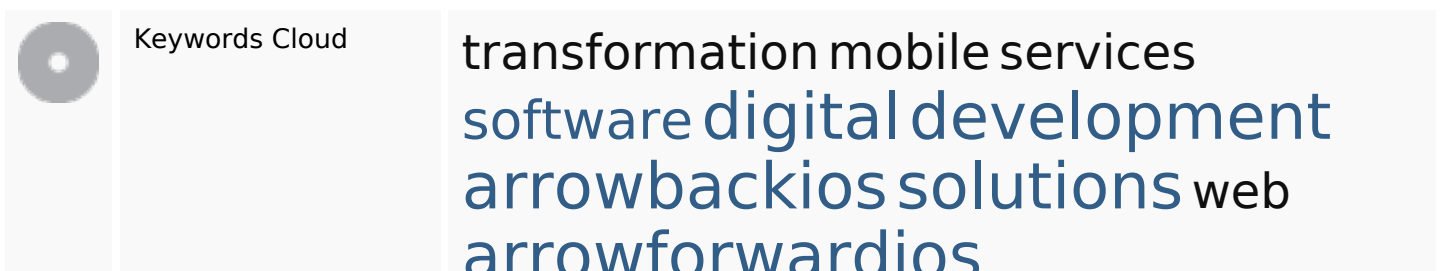 Keywords Cloud
transformation mobile services
software digital development
arrowbackios solutions web
arrowforwardios